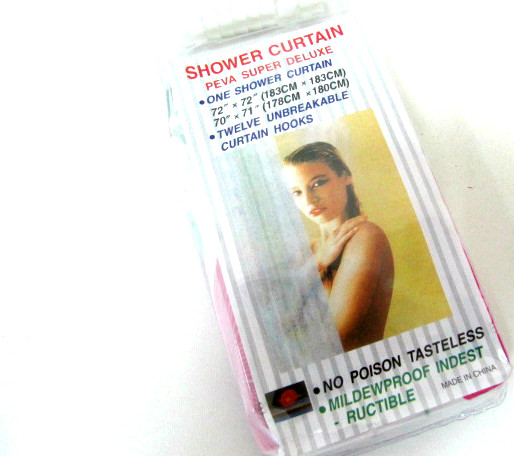 SHOWER CURTAIN
PEVA SUPER DELUXE
• ONE SHOWER CURTAIN
72" × 72" (183CM × 183CM)
70" × 71" (178CM × 180CM)
• TWELVE UNBREAKABLE
CURTAIN HOOKS
• NO POISON TASTELESS
• MILDEWPROOF INDEST
- RUCTIBLE
MADE IN CHINA